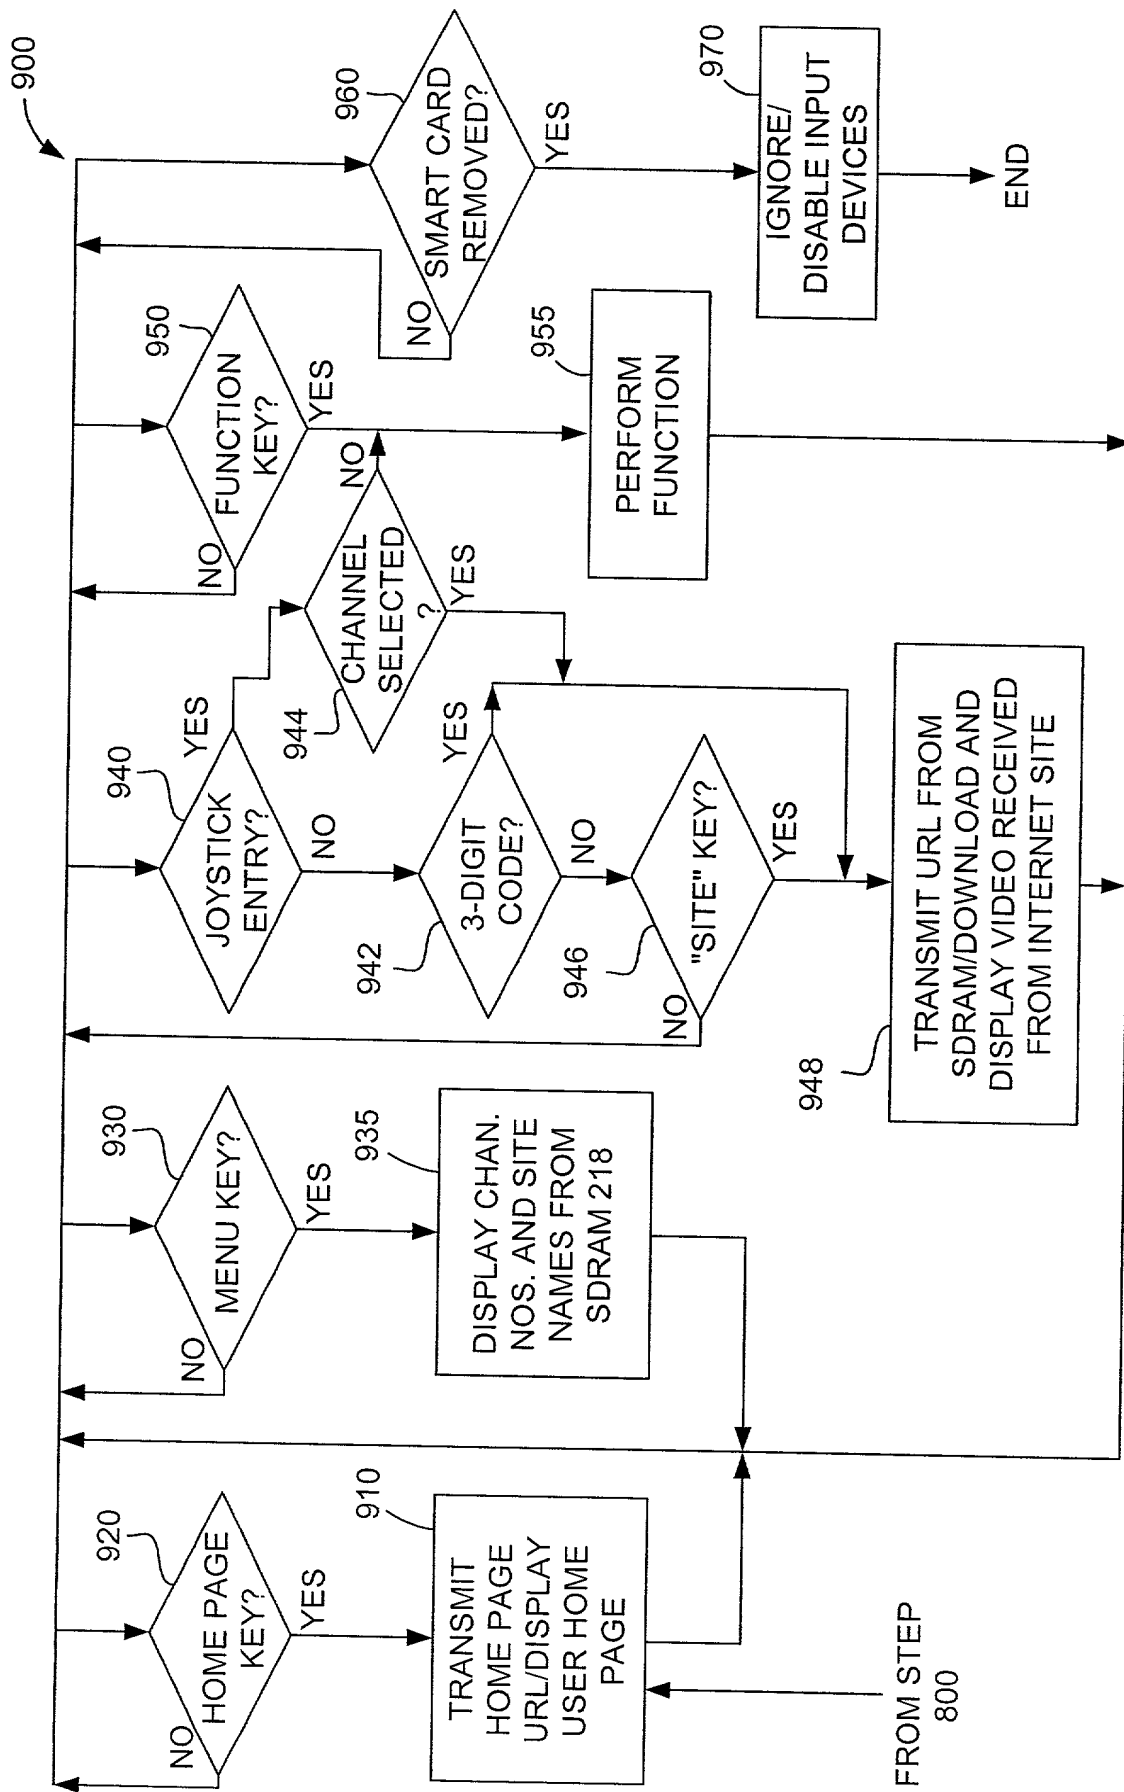 900
920
HOME PAGE
KEY?
NO
YES
910
TRANSMIT
HOME PAGE
URL/DISPLAY
USER HOME
PAGE
FROM STEP
800
930
MENU KEY?
NO
YES
935
DISPLAY CHAN.
NOS. AND SITE
NAMES FROM
SDRAM 218
940
JOYSTICK
ENTRY?
YES
NO
942
3-DIGIT
CODE?
YES
NO
944
CHANNEL
SELECTED
?
NO
YES
946
"SITE" KEY?
NO
YES
948
TRANSMIT URL FROM
SDRAM/DOWNLOAD AND
DISPLAY VIDEO RECEIVED
FROM INTERNET SITE
950
FUNCTION
KEY?
NO
YES
955
PERFORM
FUNCTION
960
SMART CARD
REMOVED?
NO
YES
970
IGNORE/
DISABLE INPUT
DEVICES
END